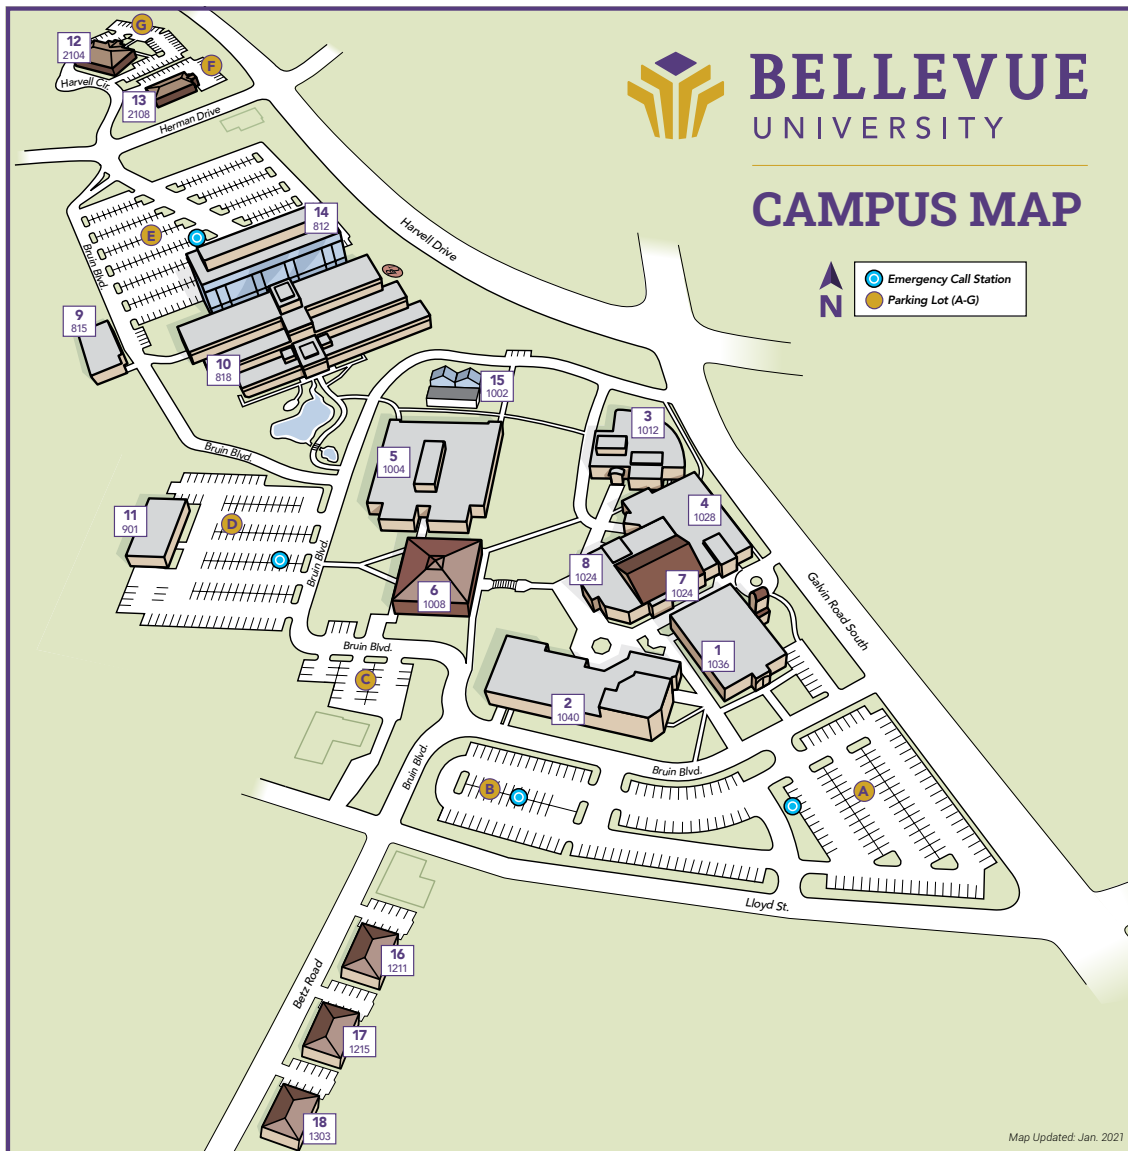 BELLEVUE
UNIVERSITY
CAMPUS MAP
N
Emergency Call Station
Parking Lot (A-G)
G
12
2104
F
Harvell Cir.
13
2108
Herman Drive
14
812
E
Harvell Drive
Bruin Blvd.
9
815
10
818
15
1002
3
1012
Bruin Blvd.
5
1004
4
1028
11
901
D
Bruin Blvd.
8
1024
7
1024
6
1008
Galvin Road South
Bruin Blvd.
1
1036
C
2
1040
Bruin Blvd.
Bruin Blvd.
B
A
Lloyd St.
16
1211
Betz Road
17
1215
18
1303
Map Updated: Jan. 2021